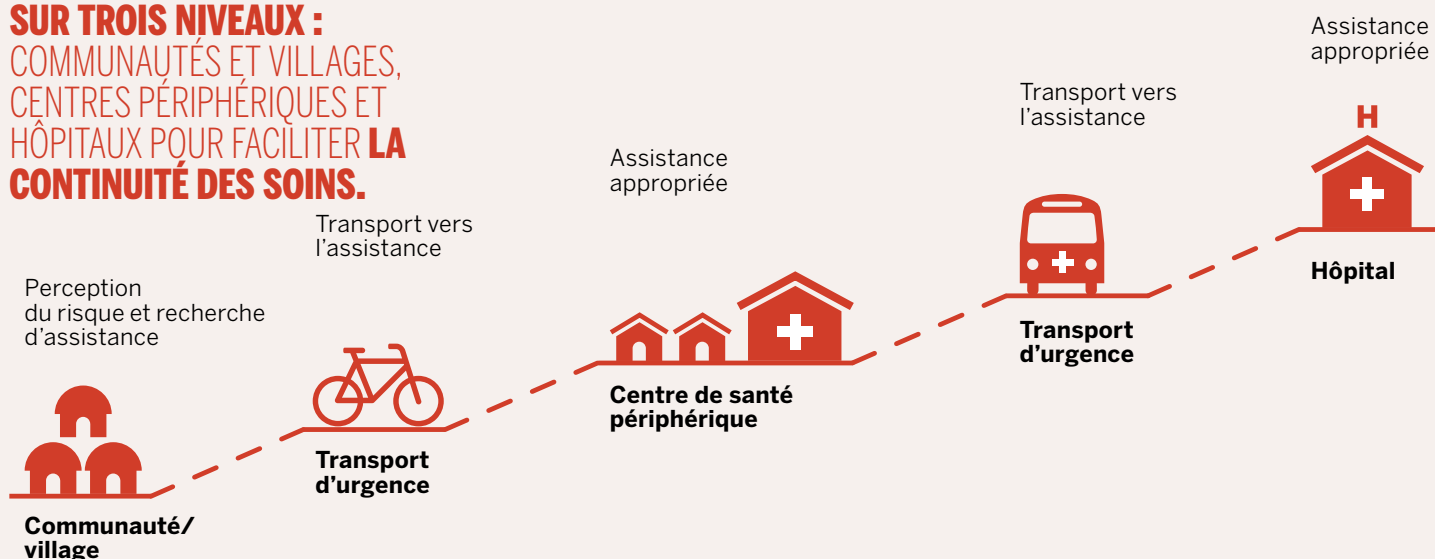 SUR TROIS NIVEAUX :
COMMUNAUTÉS ET VILLAGES,
CENTRES PÉRIPHÉRIQUES ET
HÔPITAUX POUR FACILITER LA
CONTINUITÉ DES SOINS.
Perception
du risque et recherche
d'assistance
Communauté/
village
Transport vers
l'assistance
Transport
d'urgence
Assistance
appropriée
Centre de santé
périphérique
Transport vers
l'assistance
Transport
d'urgence
Assistance
appropriée
H
Hôpital